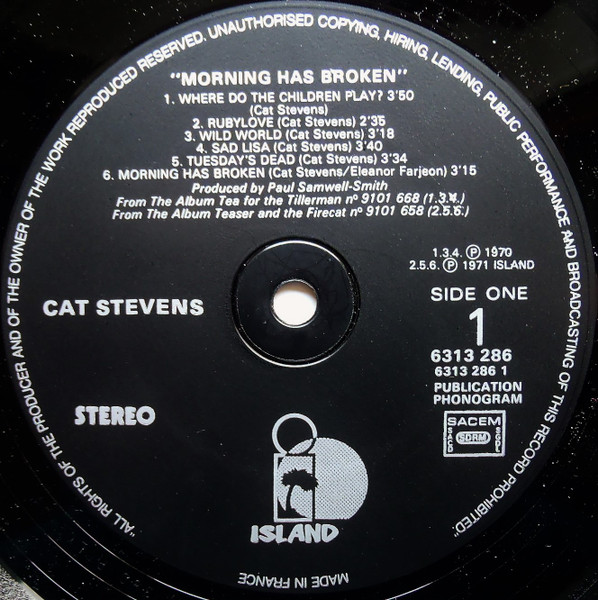 "ALL RIGHTS OF THE PRODUCER AND OF THE OWNER OF THE WORK REPRODUCED RESERVED. UNAUTHORISED COPYING, HIRING, LENDING, PUBLIC PERFORMANCE AND BROADCASTING OF THIS RECORD PROHIBITED"
"MORNING HAS BROKEN"
1. WHERE DO THE CHILDREN PLAY? 3'50
(Cat Stevens)
2. RUBYLOVE (Cat Stevens) 2'35
3. WILD WORLD (Cat Stevens) 3'18
4. SAD LISA (Cat Stevens) 3'40
5. TUESDAY'S DEAD (Cat Stevens) 3'34
6. MORNING HAS BROKEN (Cat Stevens/Eleanor Farjeon) 3'15
Produced by Paul Samwell-Smith
From The Album Tea for the Tillerman nº 9101 668 (1.3.4.)
From The Album Teaser and the Firecat nº 9101 658 (2.5.6.)
1.3.4. Ⓟ 1970
2.5.6. Ⓟ 1971 ISLAND
CAT STEVENS
SIDE ONE
1
6313 286
6313 286 1
PUBLICATION
PHONOGRAM
STEREO
SACEM
SACD SDRM SGDL
ISLAND
MADE IN FRANCE